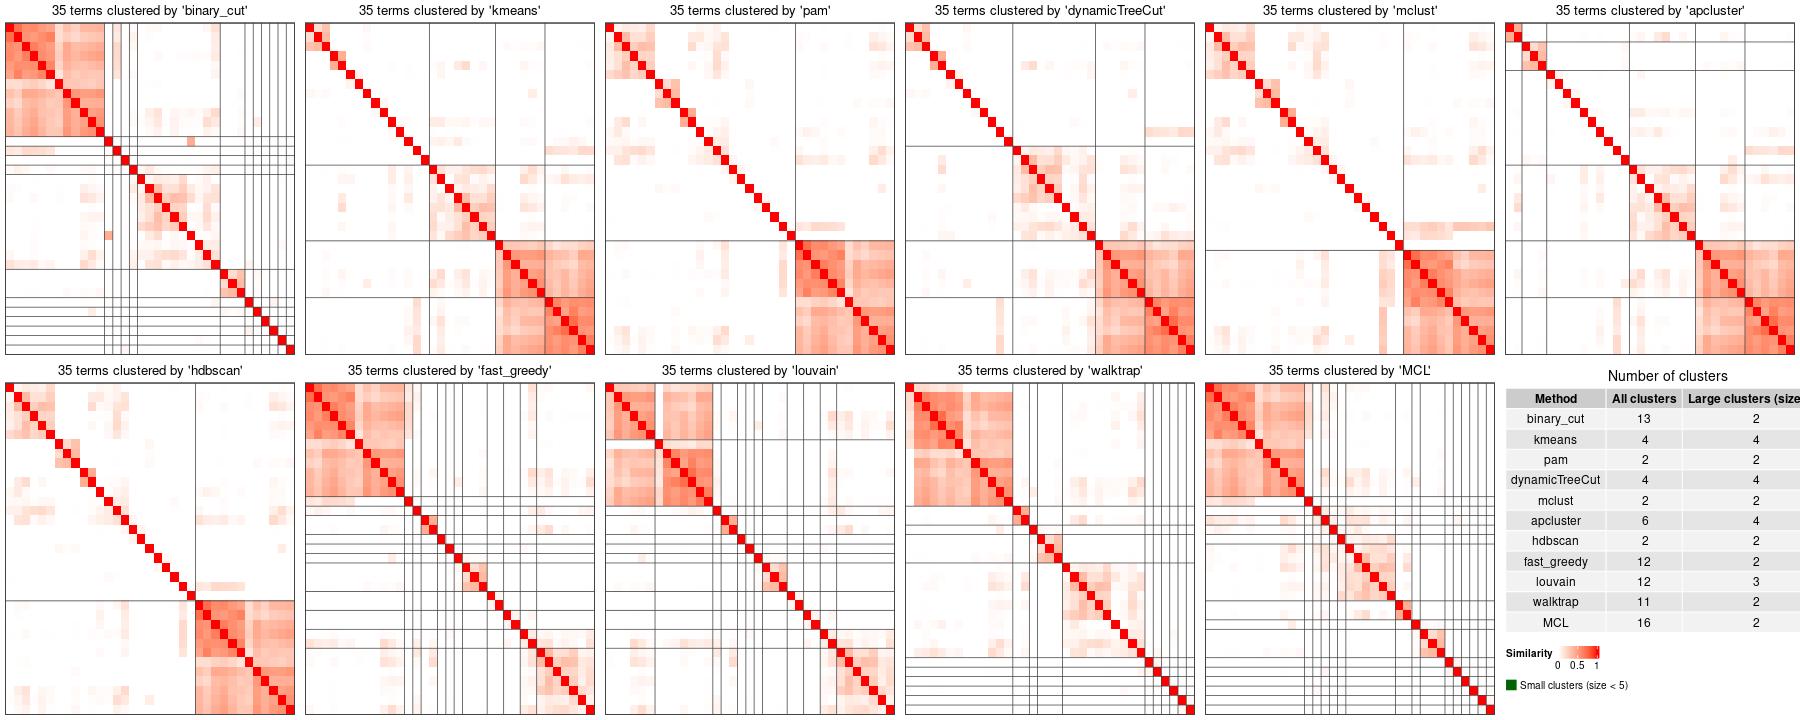 35 terms clustered by 'binary_cut'
35 terms clustered by 'kmeans'
35 terms clustered by 'pam'
35 terms clustered by 'dynamicTreeCut'
35 terms clustered by 'mclust'
35 terms clustered by 'apcluster'
35 terms clustered by 'hdbscan'
35 terms clustered by 'fast_greedy'
35 terms clustered by 'louvain'
35 terms clustered by 'walktrap'
35 terms clustered by 'MCL'
Number of clusters
Method All clusters Large clusters (size
binary_cut 13 2
kmeans 4 4
pam 2 2
dynamicTreeCut 4 4
mclust 2 2
apcluster 6 4
hdbscan 2 2
fast_greedy 12 2
louvain 12 3
walktrap 11 2
MCL 16 2
Similarity
0 0.5 1
Small clusters (size < 5)